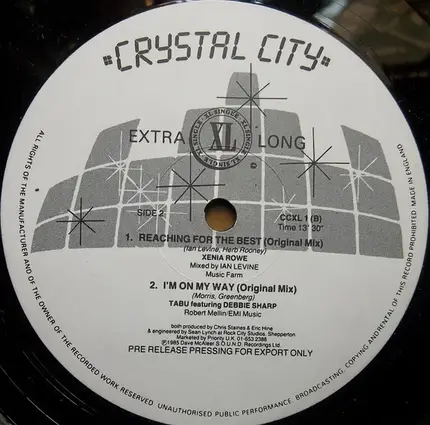 CRYSTAL CITY
EXTRA XL LONG
XL SINGLE · XL SINGLE
SIDE 2
CCXL 1 (B)
Time 13'30"
1. REACHING FOR THE BEST (Original Mix)
(Ian Levine, Herb Rooney)
XENIA ROWE
Mixed by IAN LEVINE
Music Farm
2. I'M ON MY WAY (Original Mix)
(Morris, Greenberg)
TABU featuring DEBBIE SHARP
Robert Mellin/EMI Music
both produced by Chris Staines & Eric Hine
& engineered by Sean Lynch at Rock City Studios, Shepperton
Marketed by Priority U.K. 01-653 2388
℗1985 Dave McAleer S.O.U.N.D. Recordings Ltd.
PRE RELEASE PRESSING FOR EXPORT ONLY
ALL RIGHTS OF THE MANUFACTURER AND OF THE OWNER OF THE RECORDED WORK RESERVED. UNAUTHORISED PUBLIC PERFORMANCE, BROADCASTING, COPYING AND RENTAL OF THIS RECORD PROHIBITED MADE IN ENGLAND